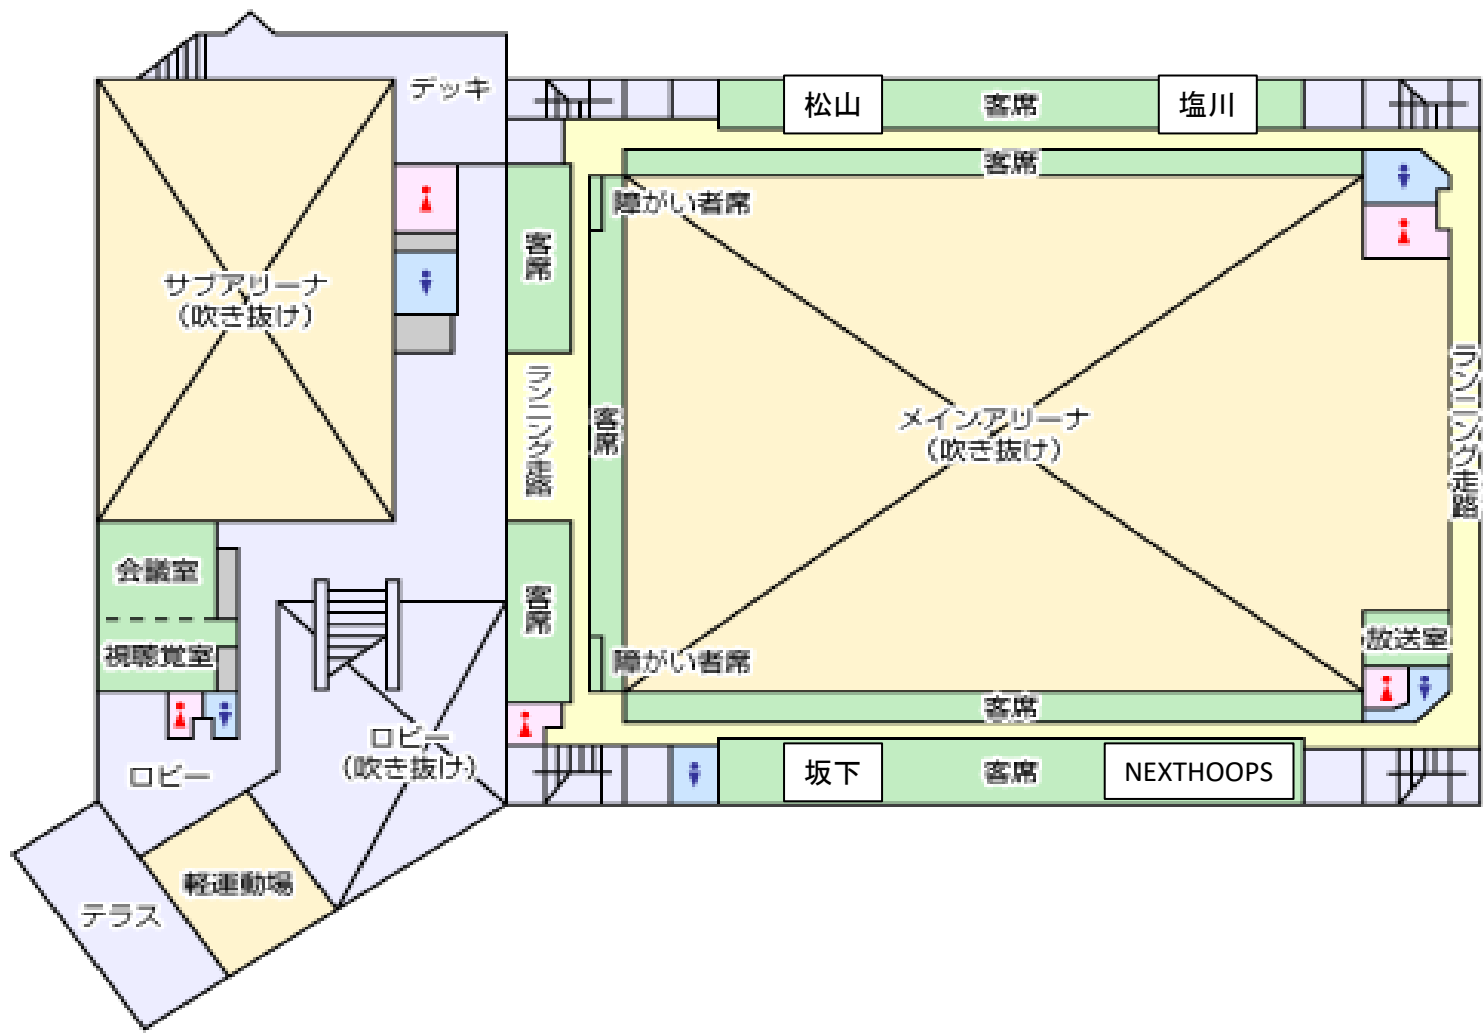 デッキ
松山
客席
塩川
客席
障がい者席
客席
サブアリーナ
(吹き抜け)
ランニング走路
客席
メインアリーナ
(吹き抜け)
ランニング走路
会議室
客席
視聴覚室
障がい者席
放送室
客席
ロビー
(吹き抜け)
ロビー
坂下
客席
NEXTHOOPS
軽運動場
テラス